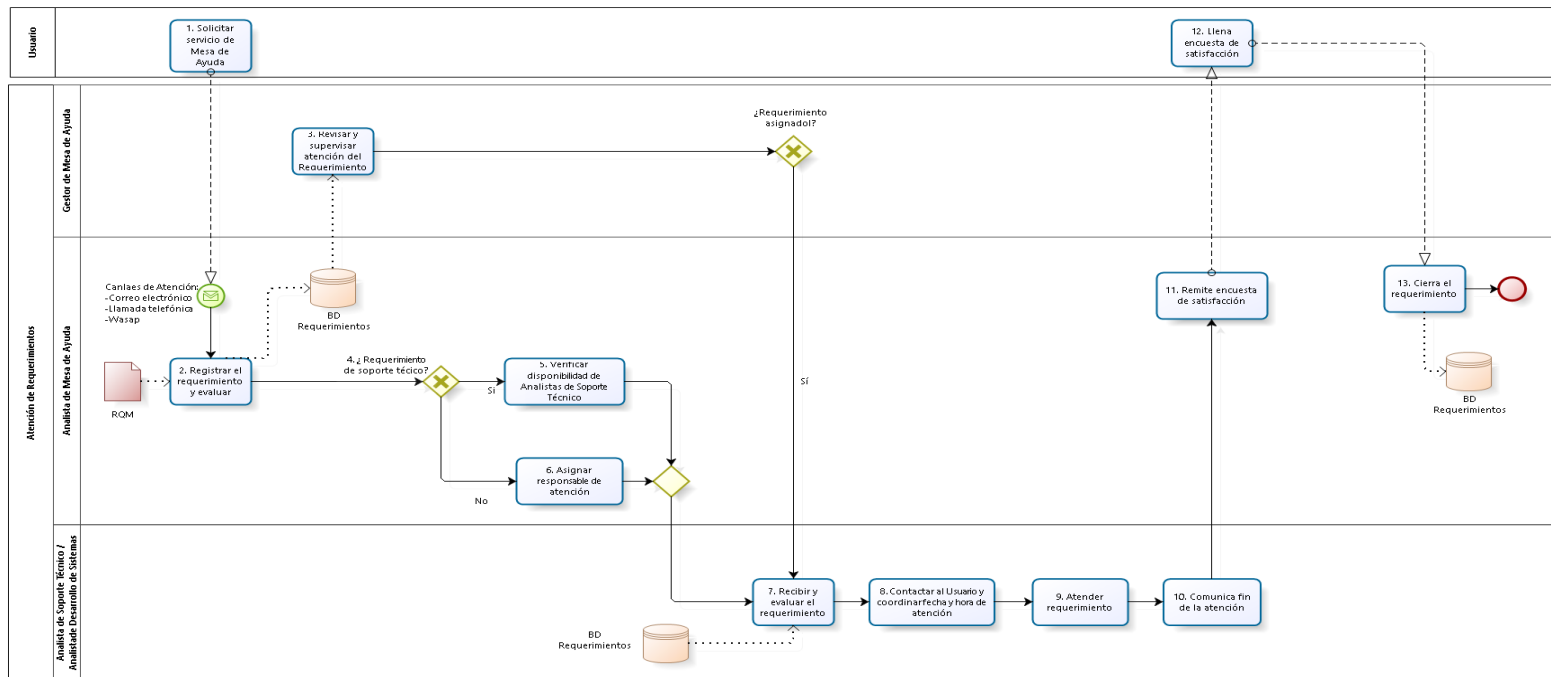 Usuario
1. Solicitar
servicio de
Mesa de
Ayuda
12. Llena
encuesta de
satisfacción
Atención de Requerimientos
Gestor de Mesa de Ayuda
3. Revisar y
supervisar
atención del
Requerimiento
¿Requerimiento
asignadoI?
Sí
Analista de Mesa de Ayuda
Canlaes de Atención:
-Correo electrónico
-Llamada telefónica
-Wasap
BD
Requerimientos
RQM
2. Registrar el
requerimiento
y evaluar
4. ¿ Requerimiento
de soporte técico?
Si
No
5. Verificar
disponibilidad de
Analistas de Soporte
Técnico
6. Asignar
responsable de
atención
11. Remite encuesta
de satisfacción
13. Cierra el
requerimiento
BD
Requerimientos
Analista de Soporte Técnico /
Analistade Desarrollo de Sistemas
7. Recibir y
evaluar el
requerimiento
BD
Requerimientos
8. Contactar al Usuario y
coordinar fecha y hora de
atención
9. Atender
requerimiento
10. Comunica fin
de la atención